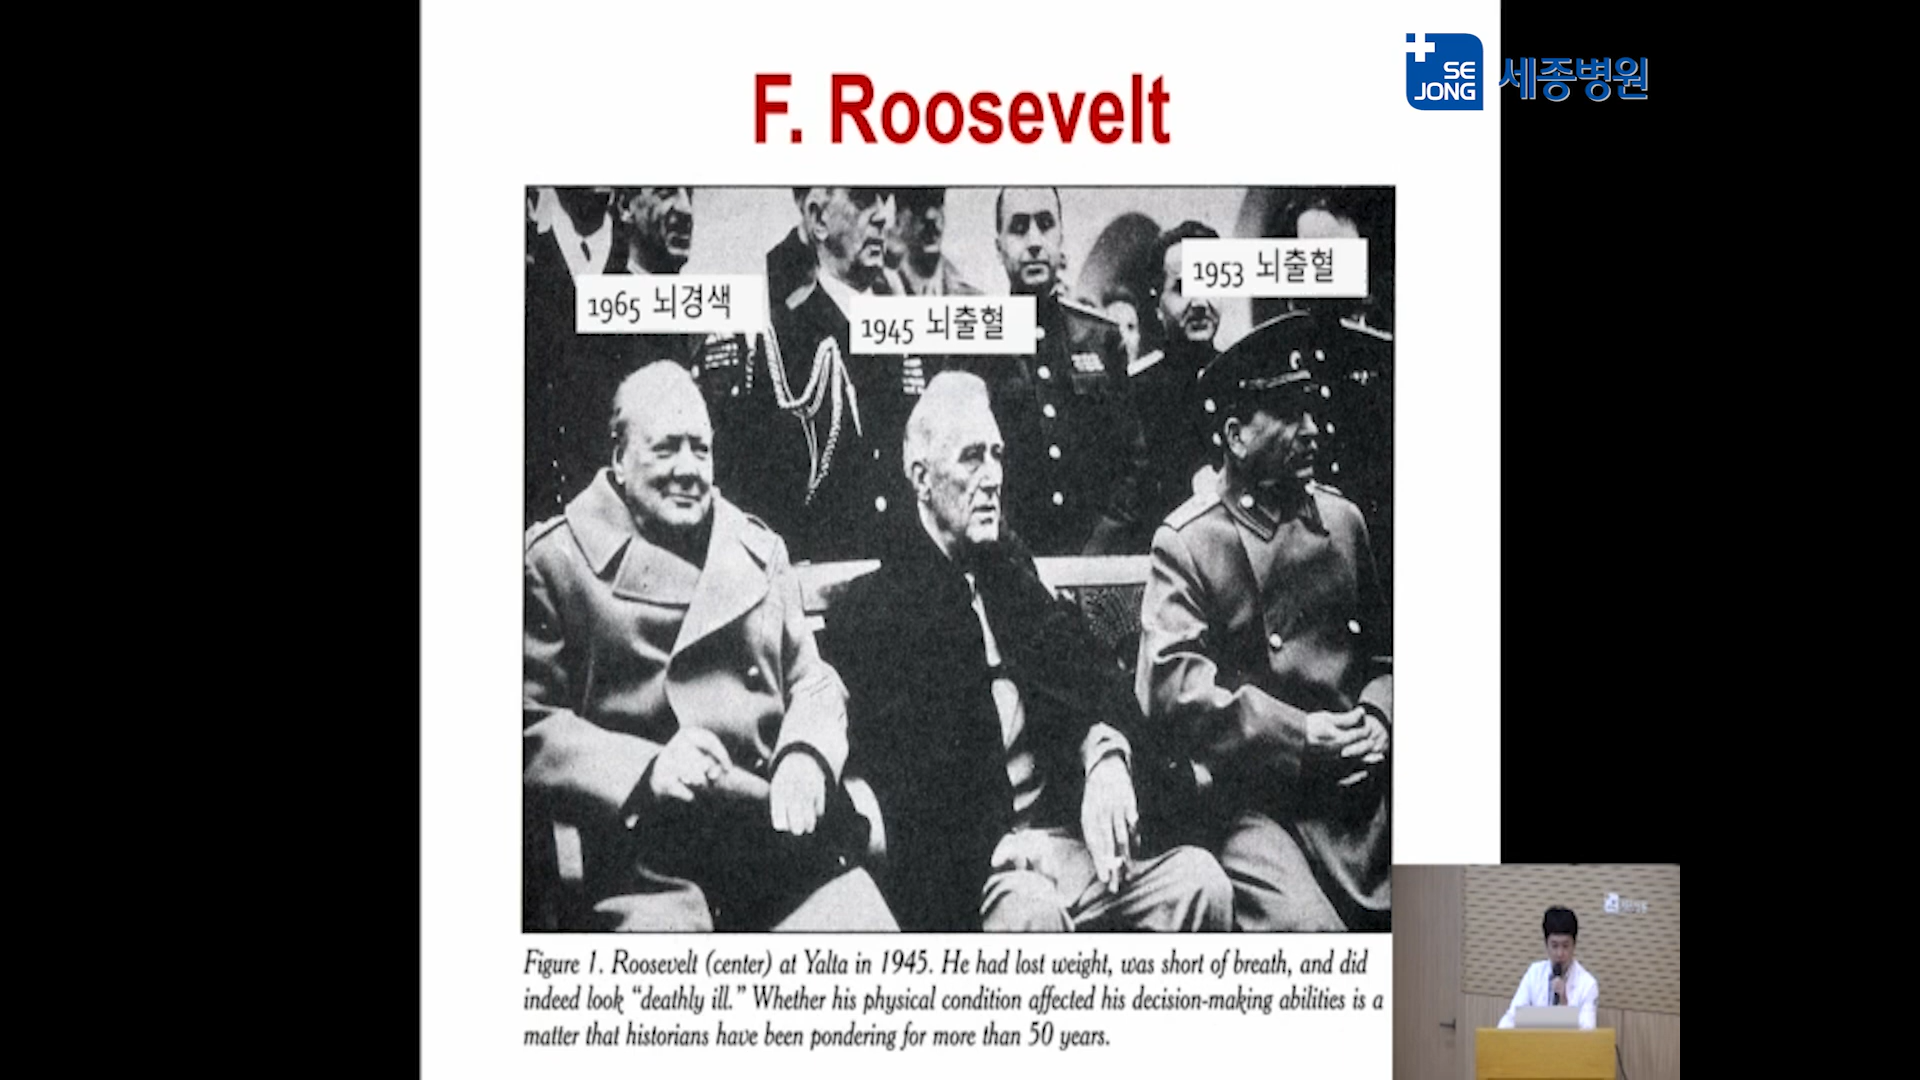 F. Roosevelt
SE
JONG
세종병원
1965 뇌경색
1945 뇌출혈
1953 뇌출혈
Figure 1. Roosevelt (center) at Yalta in 1945. He had lost weight, was short of breath, and did
indeed look “deathly ill.” Whether his physical condition affected his decision-making abilities is a
matter that historians have been pondering for more than 50 years.